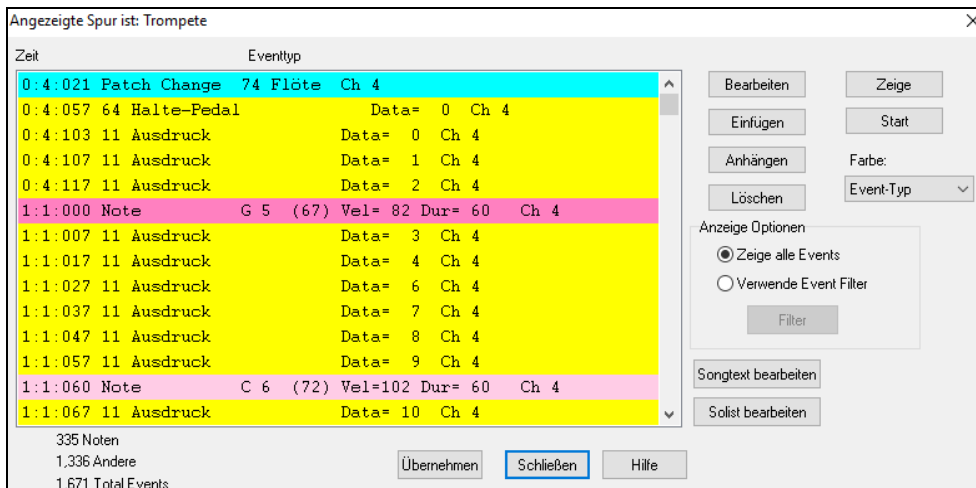 Angezeigte Spur ist: Trompete
Zeit Eventtyp
0:4:021 Patch Change 74 Flöte Ch 4
0:4:057 64 Halte-Pedal Data= 0 Ch 4
0:4:103 11 Ausdruck Data= 0 Ch 4
0:4:107 11 Ausdruck Data= 1 Ch 4
0:4:117 11 Ausdruck Data= 2 Ch 4
1:1:000 Note G 5 (67) Vel= 82 Dur= 60 Ch 4
1:1:007 11 Ausdruck Data= 3 Ch 4
1:1:017 11 Ausdruck Data= 4 Ch 4
1:1:027 11 Ausdruck Data= 6 Ch 4
1:1:037 11 Ausdruck Data= 7 Ch 4
1:1:047 11 Ausdruck Data= 8 Ch 4
1:1:057 11 Ausdruck Data= 9 Ch 4
1:1:060 Note C 6 (72) Vel=102 Dur= 60 Ch 4
1:1:067 11 Ausdruck Data= 10 Ch 4
335 Noten
1,336 Andere
1,671 Total Events
Bearbeiten
Einfügen
Anhängen
Löschen
Zeige
Start
Farbe:
Event-Typ
Anzeige Optionen
Zeige alle Events
Verwende Event Filter
Filter
Songtext bearbeiten
Solist bearbeiten
Übernehmen
Schließen
Hilfe